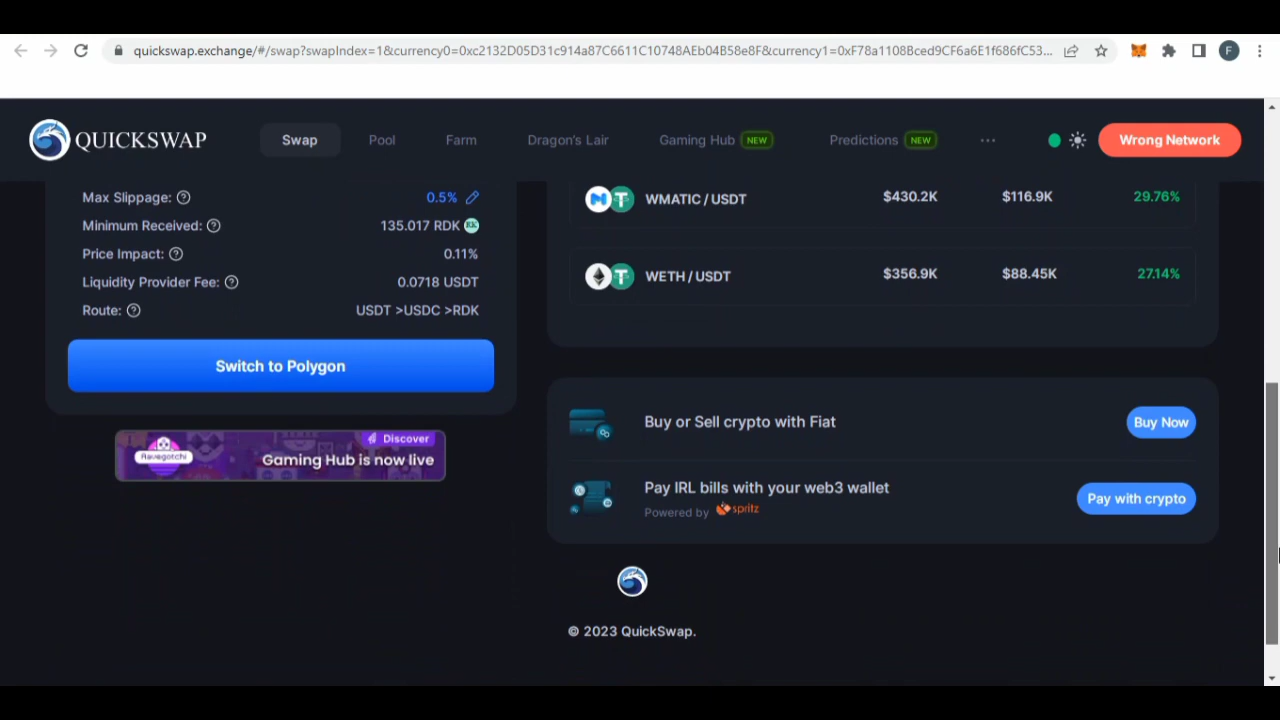 quickswap.exchange/#/swap?swapIndex=1&currency0=0xc2132D05D31c914a87C6611C10748AEb04B58e8F&currency1=0xF78a1108Bced9CF6a6E1f686fC53...
F
QUICKSWAP
Swap
Pool
Farm
Dragon's Lair
Gaming Hub NEW
Predictions NEW
...
Wrong Network
Max Slippage: 0.5%
Minimum Received: 135.017 RDK
Price Impact: 0.11%
Liquidity Provider Fee: 0.0718 USDT
Route: USDT >USDC >RDK
Switch to Polygon
Aavegotchi
Discover
Gaming Hub is now live
WMATIC / USDT $430.2K $116.9K 29.76%
WETH / USDT $356.9K $88.45K 27.14%
Buy or Sell crypto with Fiat
Buy Now
Pay IRL bills with your web3 wallet
Powered by spritz
Pay with crypto
© 2023 QuickSwap.